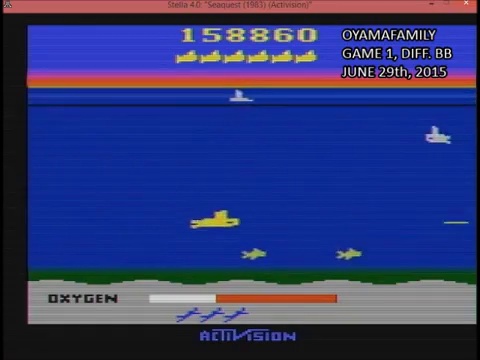 Stella 4.0: "Seaquest (1983) (Activision)"
158860
OYAMAFAMILY
GAME 1, DIFF. BB
JUNE 29th, 2015
OXYGEN
ACTIVISION